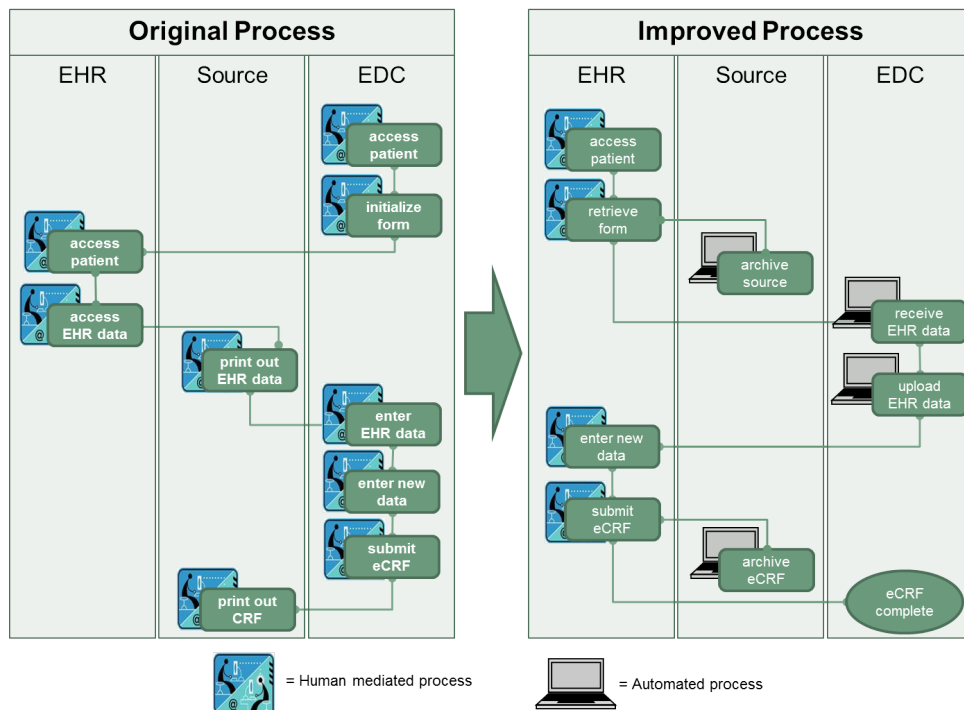 Original Process
EHR
Source
EDC
access
patient
initialize
form
access
patient
access
EHR data
print out
EHR data
enter
EHR data
enter new
data
submit
eCRF
print out
CRF
Improved Process
EHR
Source
EDC
access
patient
retrieve
form
archive
source
receive
EHR data
upload
EHR data
enter new
data
submit
eCRF
archive
eCRF
eCRF
complete
= Human mediated process
= Automated process